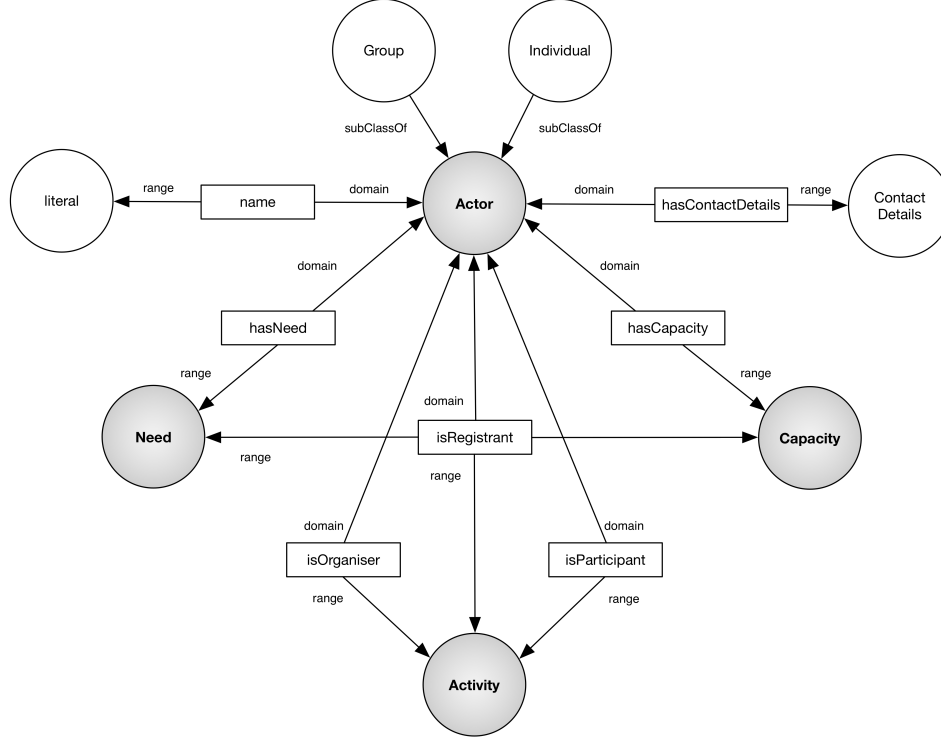 Group
Individual
subClassOf
subClassOf
literal
range
name
domain
Actor
domain
hasContactDetails
range
Contact
Details
domain
domain
hasNeed
hasCapacity
range
range
domain
Need
isRegistrant
Capacity
range
range
domain
domain
isOrganiser
isParticipant
range
range
Activity